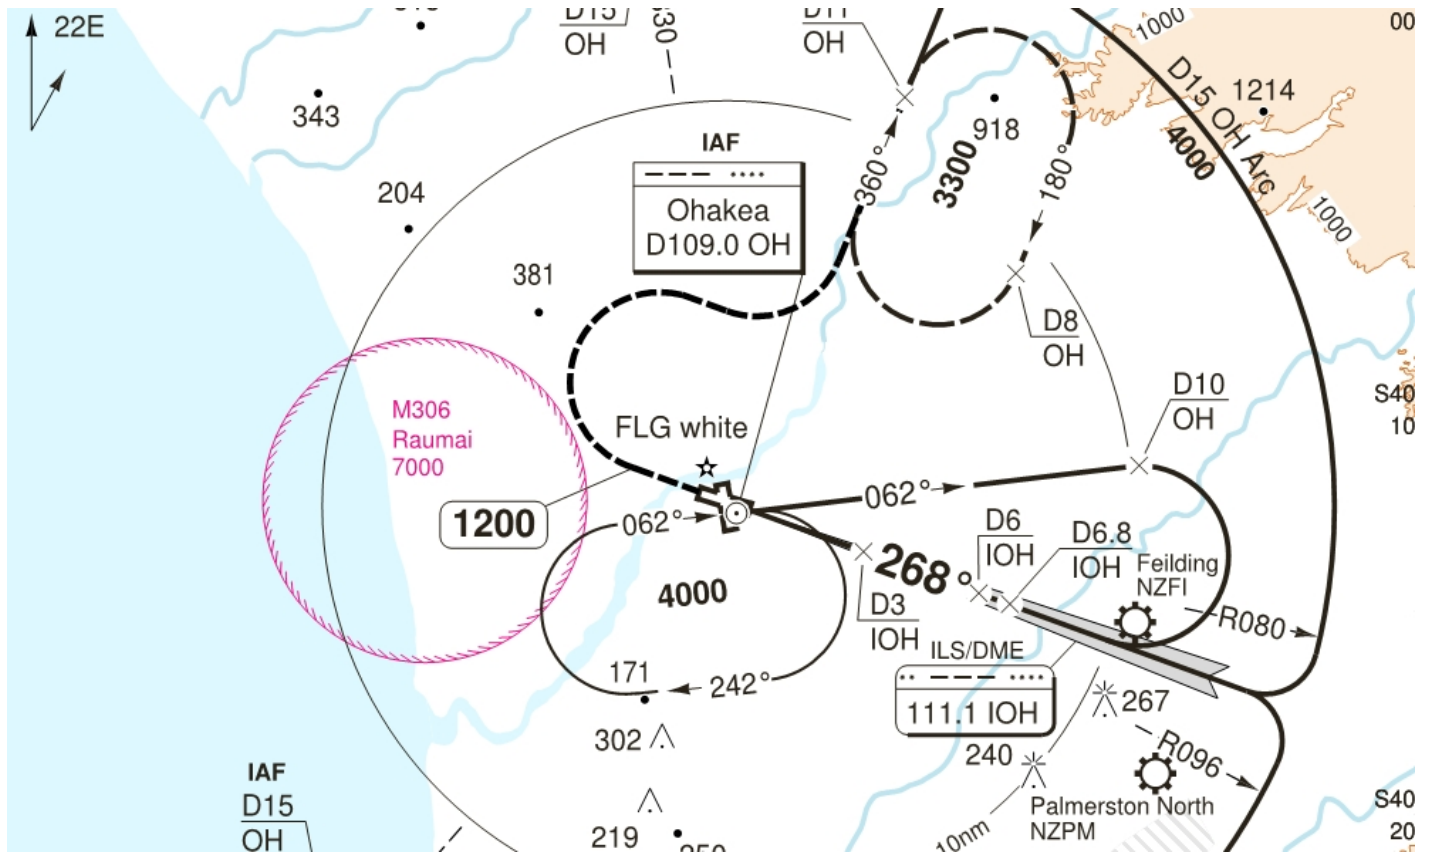 22E
D15
OH
D11
OH
1000
00
343
IAF
Ohakea
D109.0 OH
204
381
360°
3300
918
180°
D15 OH Arc
4000
1214
1000
D8
OH
D10
OH
S40
10
M306
Raumai
7000
FLG white
1200
062°
062°
4000
268°
D3
IOH
D6
IOH
D6.8
IOH
Feilding
NZFI
R080
ILS/DME
111.1 IOH
171
242°
302
267
240
R096
IAF
D15
OH
219
10nm
Palmerston North
NZPM
S40
20